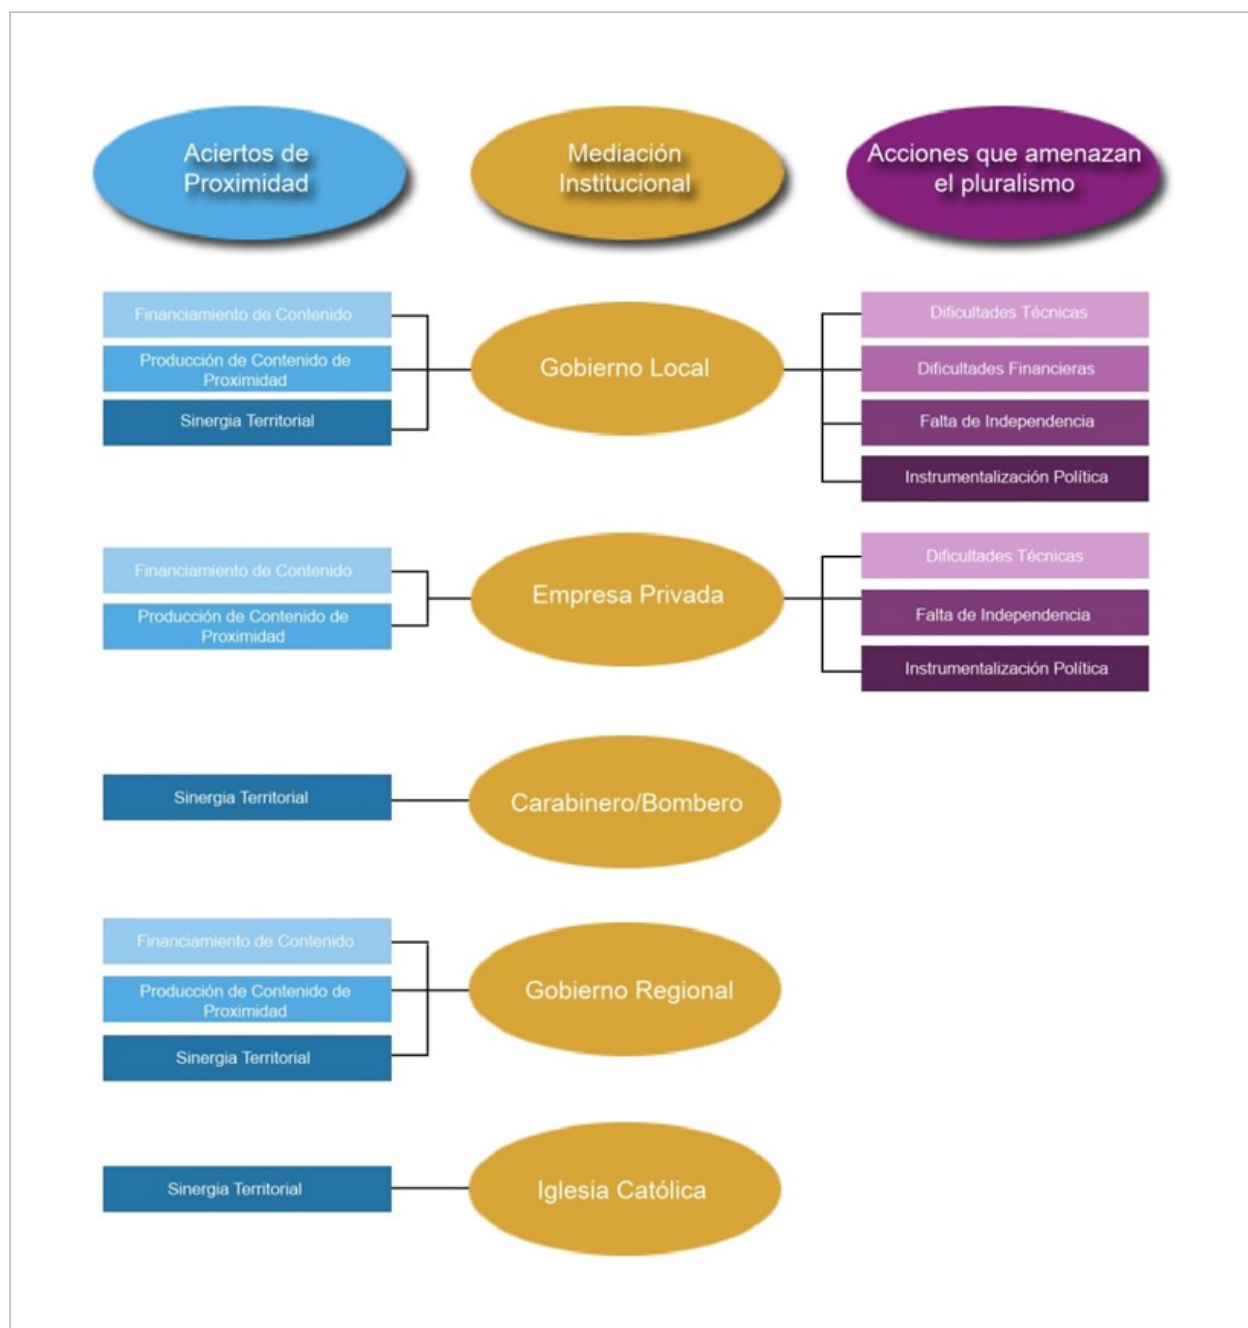 Aciertos de
Proximidad
Mediación
Institucional
Acciones que amenazan
el pluralismo
Financiamiento de Contenido
Producción de Contenido de
Proximidad
Sinergia Territorial
Gobierno Local
Dificultades Técnicas
Dificultades Financieras
Falta de Independencia
Instrumentalización Política
Financiamiento de Contenido
Producción de Contenido de
Proximidad
Empresa Privada
Dificultades Técnicas
Falta de Independencia
Instrumentalización Política
Sinergia Territorial
Carabinero/Bombero
Financiamiento de Contenido
Producción de Contenido de
Proximidad
Sinergia Territorial
Gobierno Regional
Sinergia Territorial
Iglesia Católica